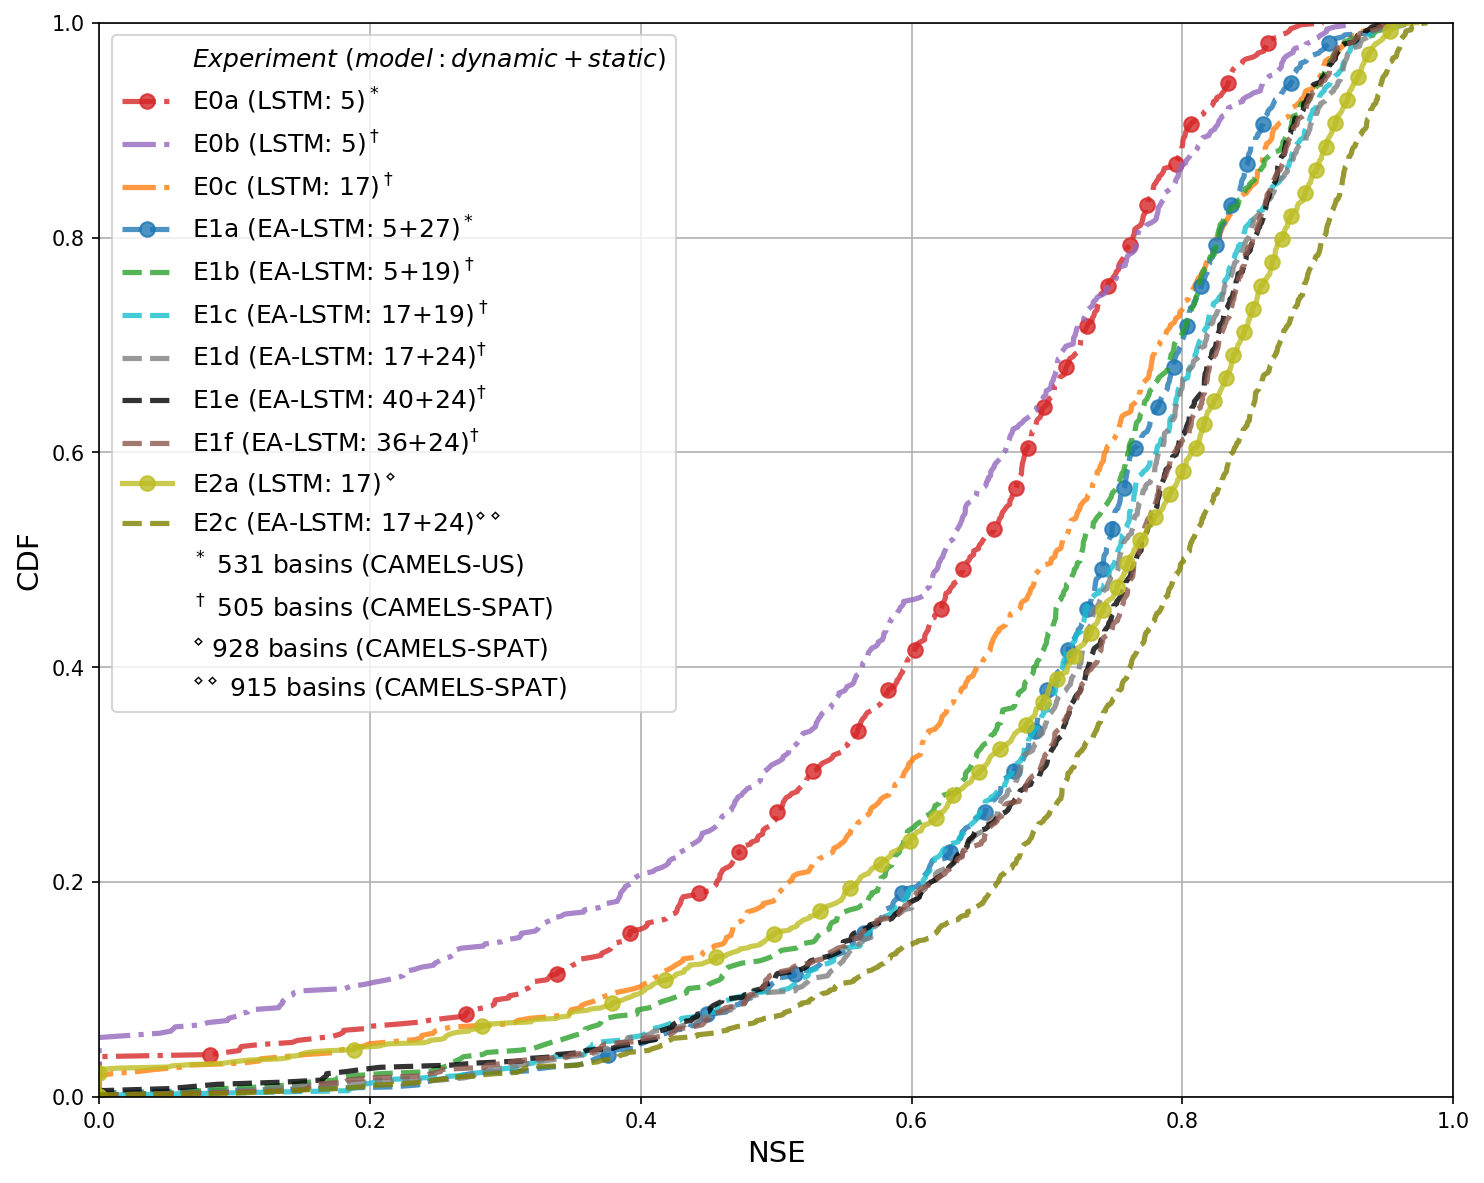 1.0
0.8
0.6
0.4
0.2
0.0
CDF
Experiment (model : dynamic + static)
E0a (LSTM: 5)*
E0b (LSTM: 5)†
E0c (LSTM: 17)†
E1a (EA-LSTM: 5+27)*
E1b (EA-LSTM: 5+19)†
E1c (EA-LSTM: 17+19)†
E1d (EA-LSTM: 17+24)†
E1e (EA-LSTM: 40+24)†
E1f (EA-LSTM: 36+24)†
E2a (LSTM: 17)⋄
E2c (EA-LSTM: 17+24)⋄⋄
* 531 basins (CAMELS-US)
† 505 basins (CAMELS-SPAT)
⋄ 928 basins (CAMELS-SPAT)
⋄⋄ 915 basins (CAMELS-SPAT)
0.0 0.2 0.4 0.6 0.8 1.0
NSE